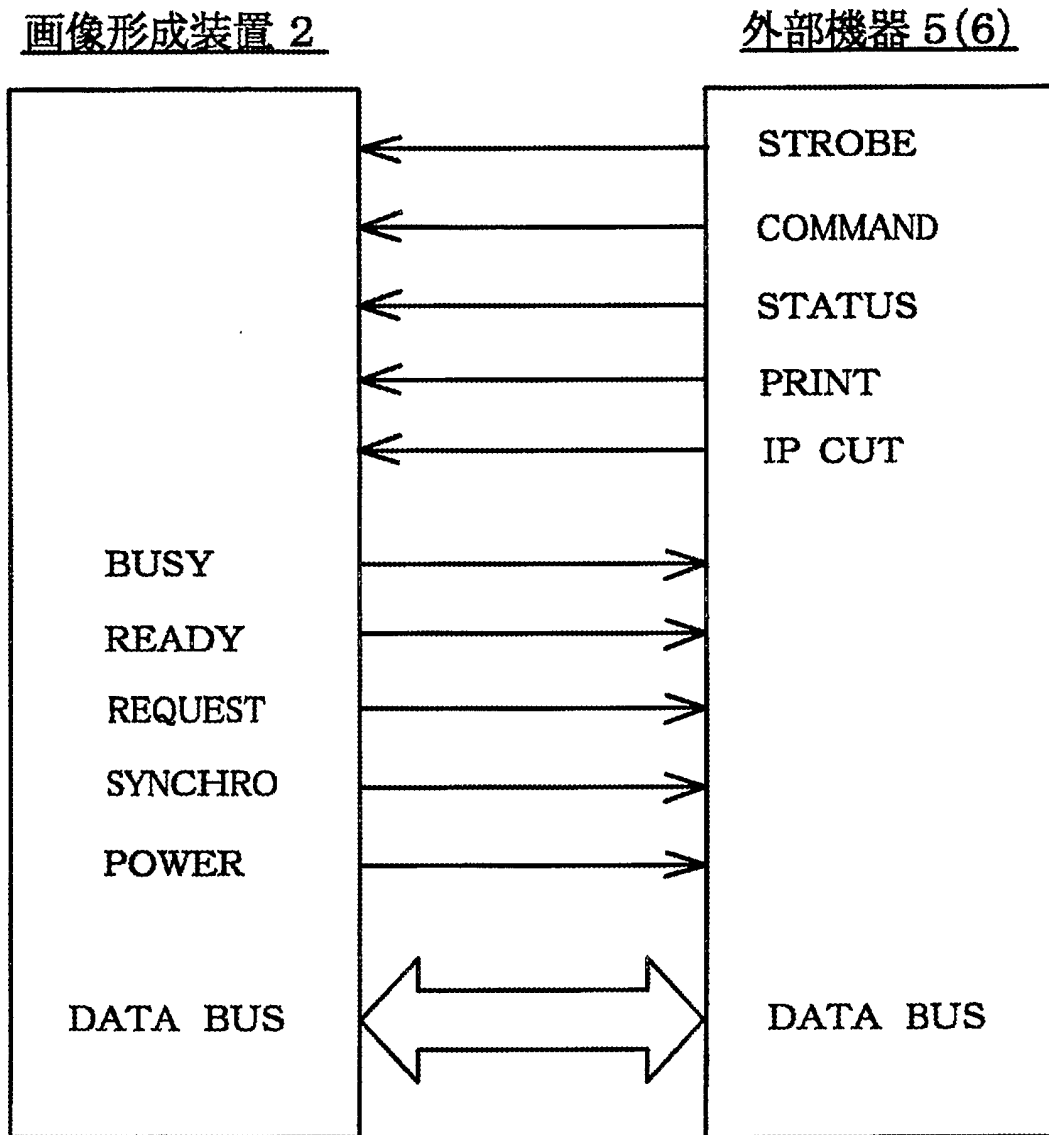 画像形成装置 2
外部機器 5(6)
STROBE
COMMAND
STATUS
PRINT
IP CUT
BUSY
READY
REQUEST
SYNCHRO
POWER
DATA BUS
DATA BUS